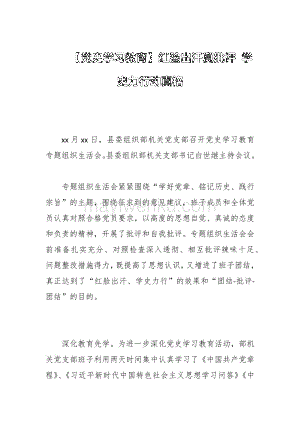 【党史学习教育】红脸出汗真批评 学
史力行动真格
xx 月 xx 日，县委组织部机关党支部召开党史学习教育
专题组织生活会。县委组织部机关支部书记白世继主持会议。
专题组织生活会紧紧围绕“学好党章、铭记历史、践行
宗旨”的主题，围绕征求到的意见建议，班子成员和全体党
员认真对照合格党员要求，以高度的思想自觉、真诚的态度
和负责的精神，开展了批评和自我批评。专题组织生活会会
前准备扎实充分、对照检查深入透彻、相互批评辣味十足、
问题整改措施得力，既提高了思想认识，又增进了班子团结，
真正达到了“红脸出汗、学史力行”的效果和“团结-批评-
团结”的目的。
深化教育先学。为进一步深化党史学习教育活动，部机
关党支部班子利用两天时间集中认真学习了《中国共产党章
程》、《习近平新时代中国特色社会主义思想学习问答》《中